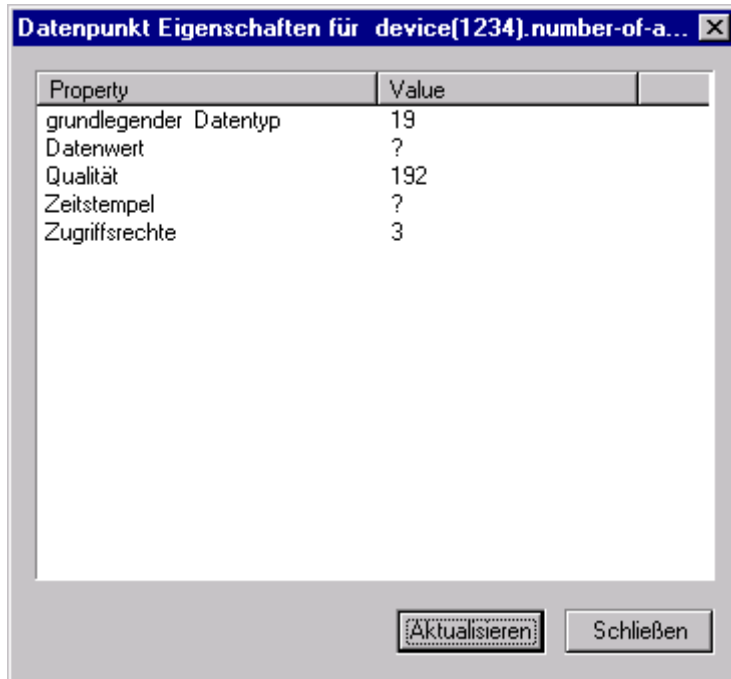 Datenpunkt Eigenschaften für device(1234).number-of-a...
Property Value
grundlegender Datentyp 19
Datenwert ?
Qualität 192
Zeitstempel ?
Zugriffsrechte 3
Aktualisieren Schließen